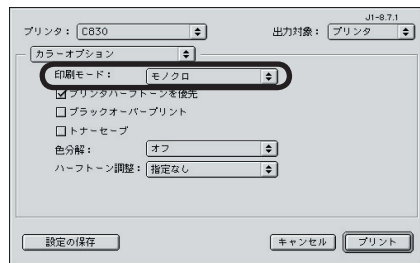 J1-8.7.1
プリンタ： C830 出力対象： プリンタ
カラーオプション
印刷モード： モノクロ
プリンタハーフトーンを優先
ブラックオーバープリント
トナーセーブ
色分解： オフ
ハーフトーン調整： 指定なし
設定の保存 キャンセル プリント